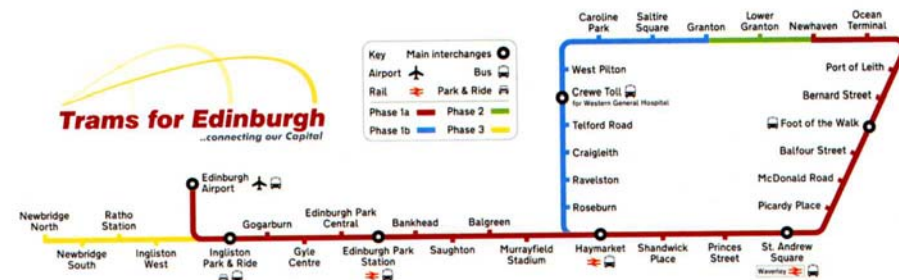 Trams for Edinburgh
...connecting our Capital
Key Main interchanges
Airport Bus
Rail Park & Ride
Phase 1a Phase 2
Phase 1b Phase 3
Caroline
Park
Saltire
Square
Granton
Lower
Granton
Newhaven
Ocean
Terminal
West Pilton
Crewe Toll
for Western General Hospital
Telford Road
Craigleith
Ravelston
Roseburn
Port of Leith
Bernard Street
Foot of the Walk
Balfour Street
McDonald Road
Picardy Place
Edinburgh
Airport
Newbridge
North
Newbridge
South
Ratho
Station
Ingliston
West
Ingliston
Park & Ride
Gogarburn
Gyle
Centre
Edinburgh Park
Central
Edinburgh Park
Station
Bankhead
Saughton
Balgreen
Murrayfield
Stadium
Haymarket
Shandwick
Place
Princes
Street
St. Andrew
Square
Waverley